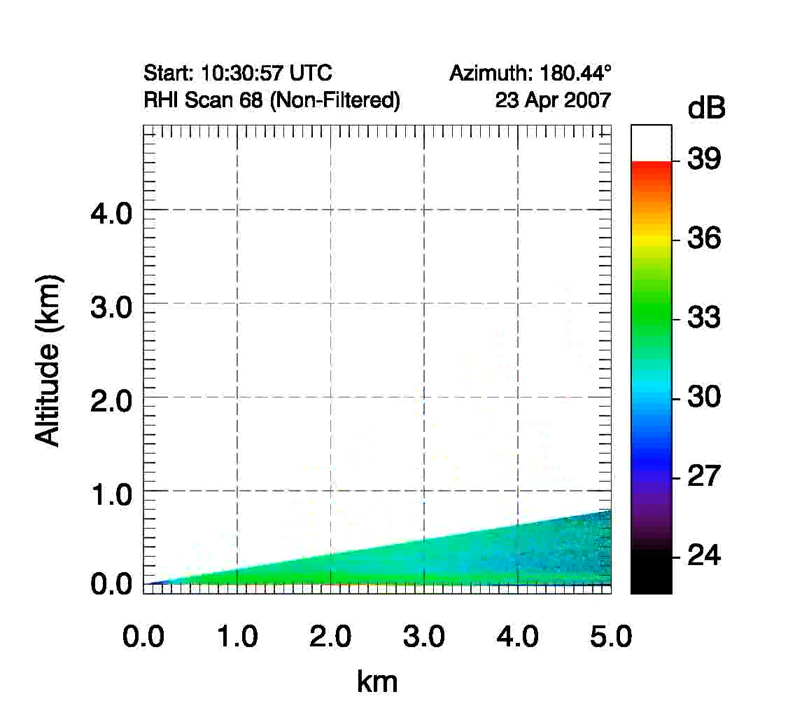 Start: 10:30:57 UTC
Azimuth: 180.44°
RHI Scan 68 (Non-Filtered)
23 Apr 2007
dB
39
36
33
30
27
24
Altitude (km)
4.0
3.0
2.0
1.0
0.0
0.0 1.0 2.0 3.0 4.0 5.0
km